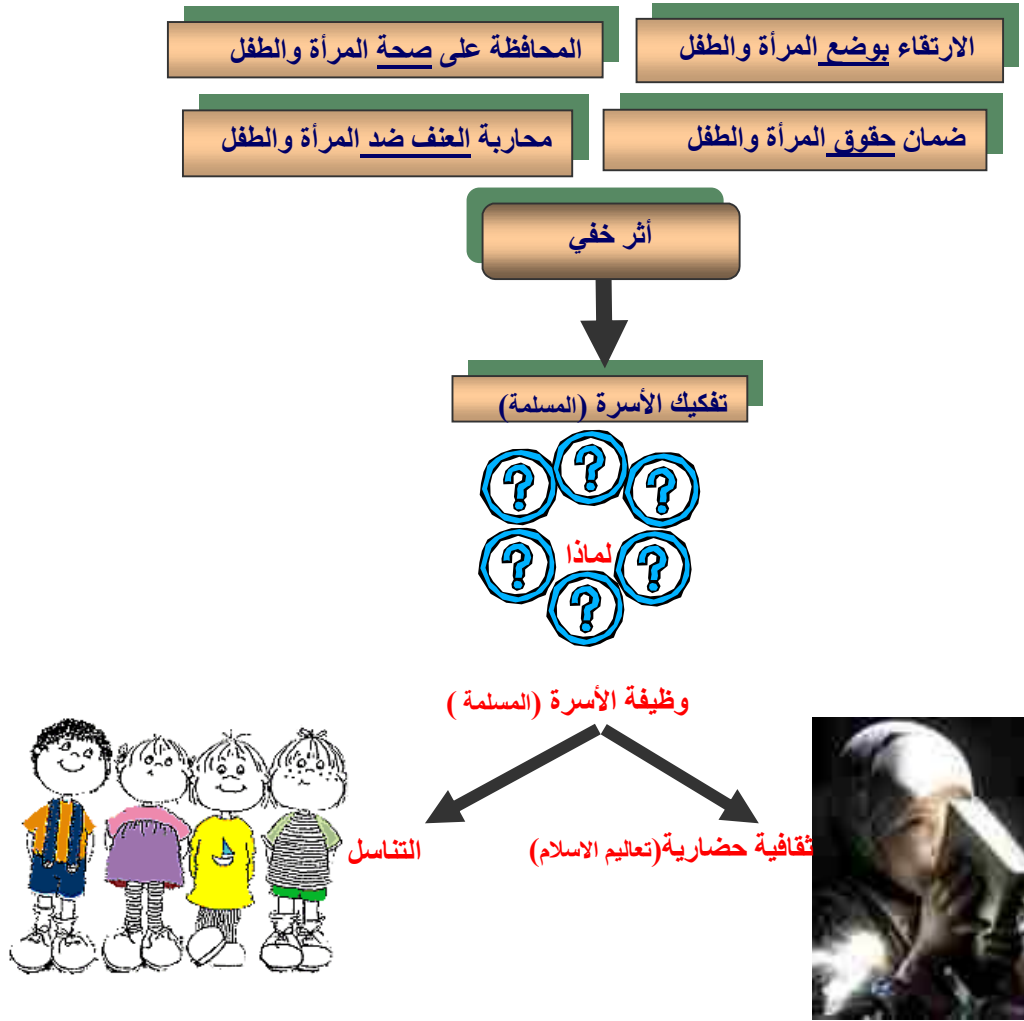 الارتقاء بوضع المرأة والطفل
المحافظة على صحة المرأة والطفل
ضمان حقوق المرأة والطفل
محاربة العنف ضد المرأة والطفل
أثر خفي
تفكيك الأسرة (المسلمة)
لماذا
وظيفة الأسرة (المسلمة )
ثقافية حضارية(تعاليم الاسلام)
التناسل